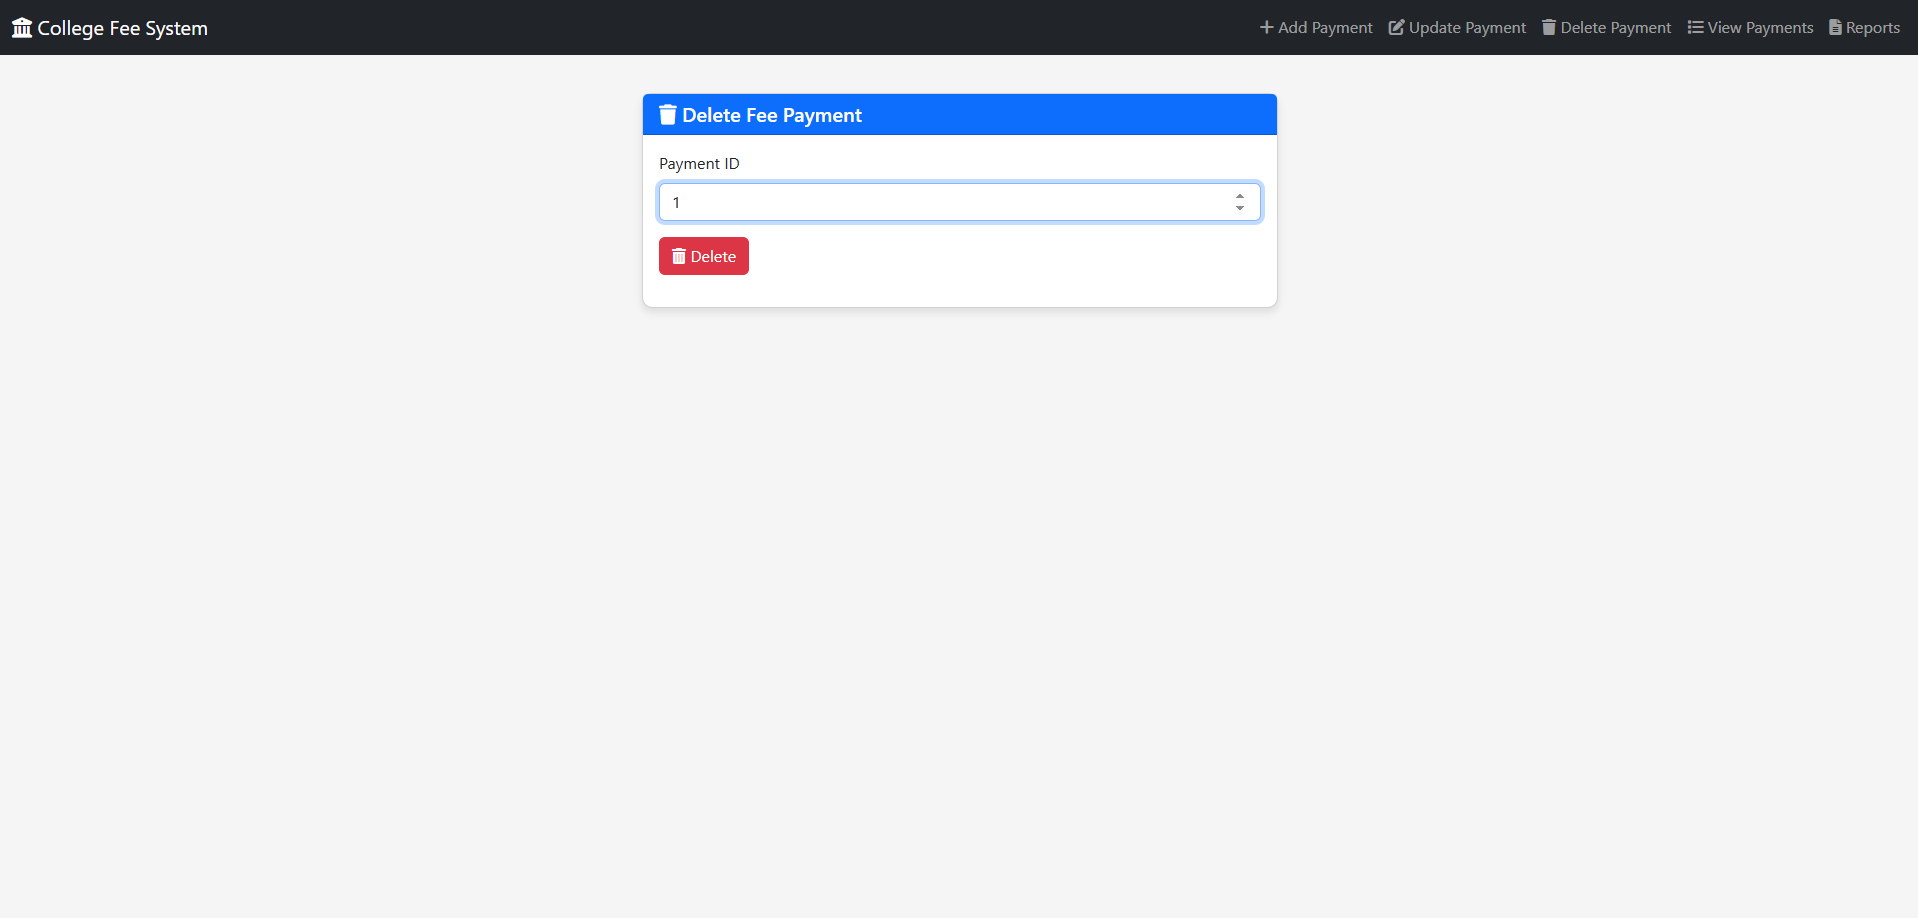 College Fee System
Add Payment Update Payment Delete Payment View Payments Reports
Delete Fee Payment
Payment ID
1
Delete